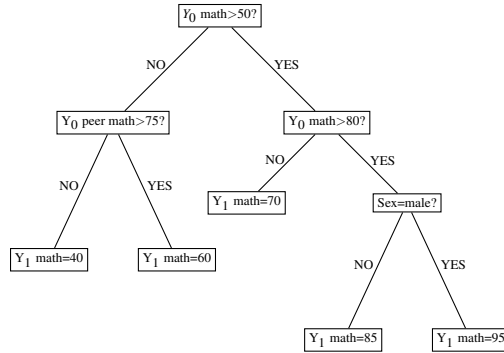 Y0 math>50?
NO
YES
Y0 peer math>75?
Y0 math>80?
NO
YES
NO
YES
Y1 math=70
Sex=male?
Y1 math=40
Y1 math=60
NO
YES
Y1 math=85
Y1 math=95